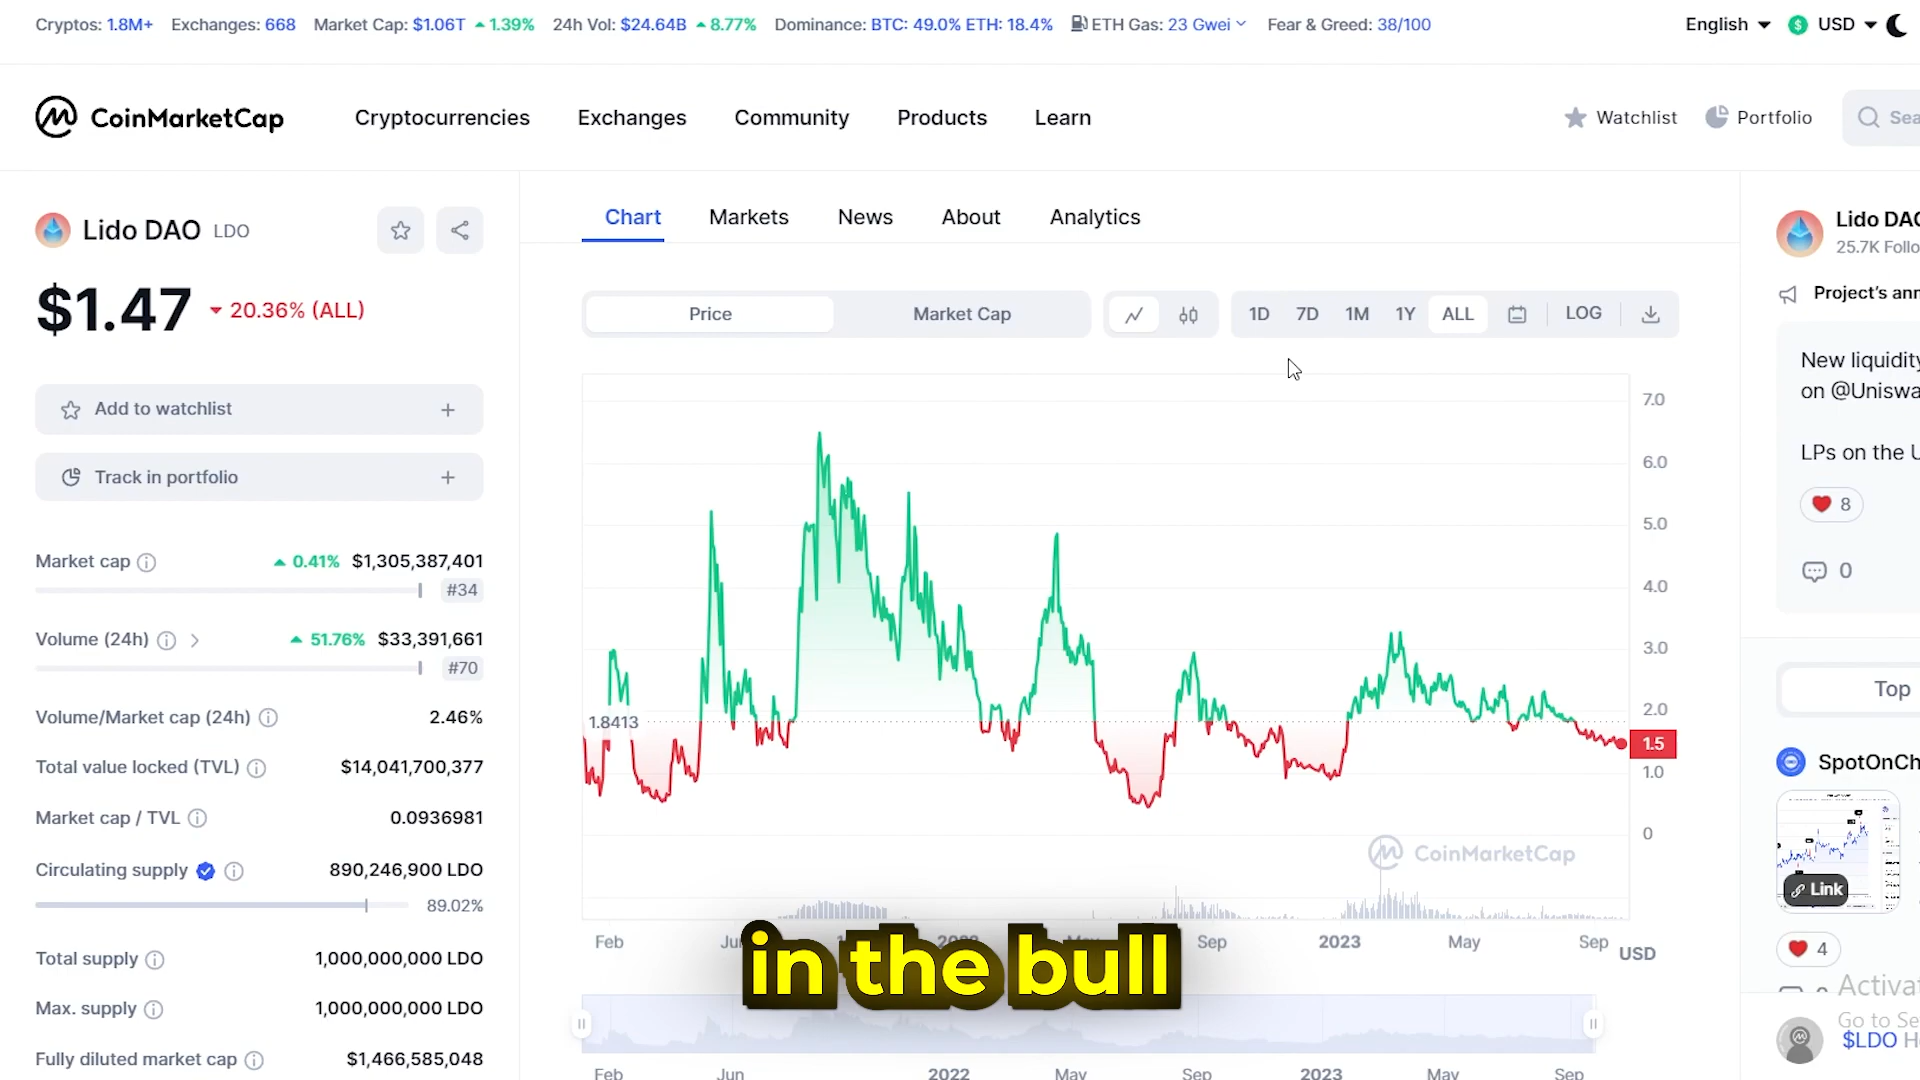 Cryptos: 1.8M+ Exchanges: 668 Market Cap: $1.06T 1.39% 24h Vol: $24.64B 8.77% Dominance: BTC: 49.0% ETH: 18.4% ETH Gas: 23 Gwei Fear & Greed: 38/100 English $ USD
CoinMarketCap Cryptocurrencies Exchanges Community Products Learn Watchlist Portfolio Sea
Lido DAO LDO
$1.47 20.36% (ALL)
Add to watchlist +
Track in portfolio +
Market cap 0.41% $1,305,387,401
#34
Volume (24h) 51.76% $33,391,661
#70
Volume/Market cap (24h) 2.46%
Total value locked (TVL) $14,041,700,377
Market cap / TVL 0.0936981
Circulating supply 890,246,900 LDO
89.02%
Total supply 1,000,000,000 LDO
Max. supply 1,000,000,000 LDO
Fully diluted market cap $1,466,585,048
Chart Markets News About Analytics
Price Market Cap 1D 7D 1M 1Y ALL LOG
7.0
6.0
5.0
4.0
3.0
2.0
1.8413
1.5
1.0
0
CoinMarketCap
Feb Sep 2023 May Sep USD
in the bull
Feb Jun 2022 May Sep 2023 May Sep
Lido DAO
25.7K Follo
Project's ann
New liquidity
on @Uniswa
LPs on the U
8
0
Top
SpotOnCh
Link
4
Activa
Go to Se
$LDO H